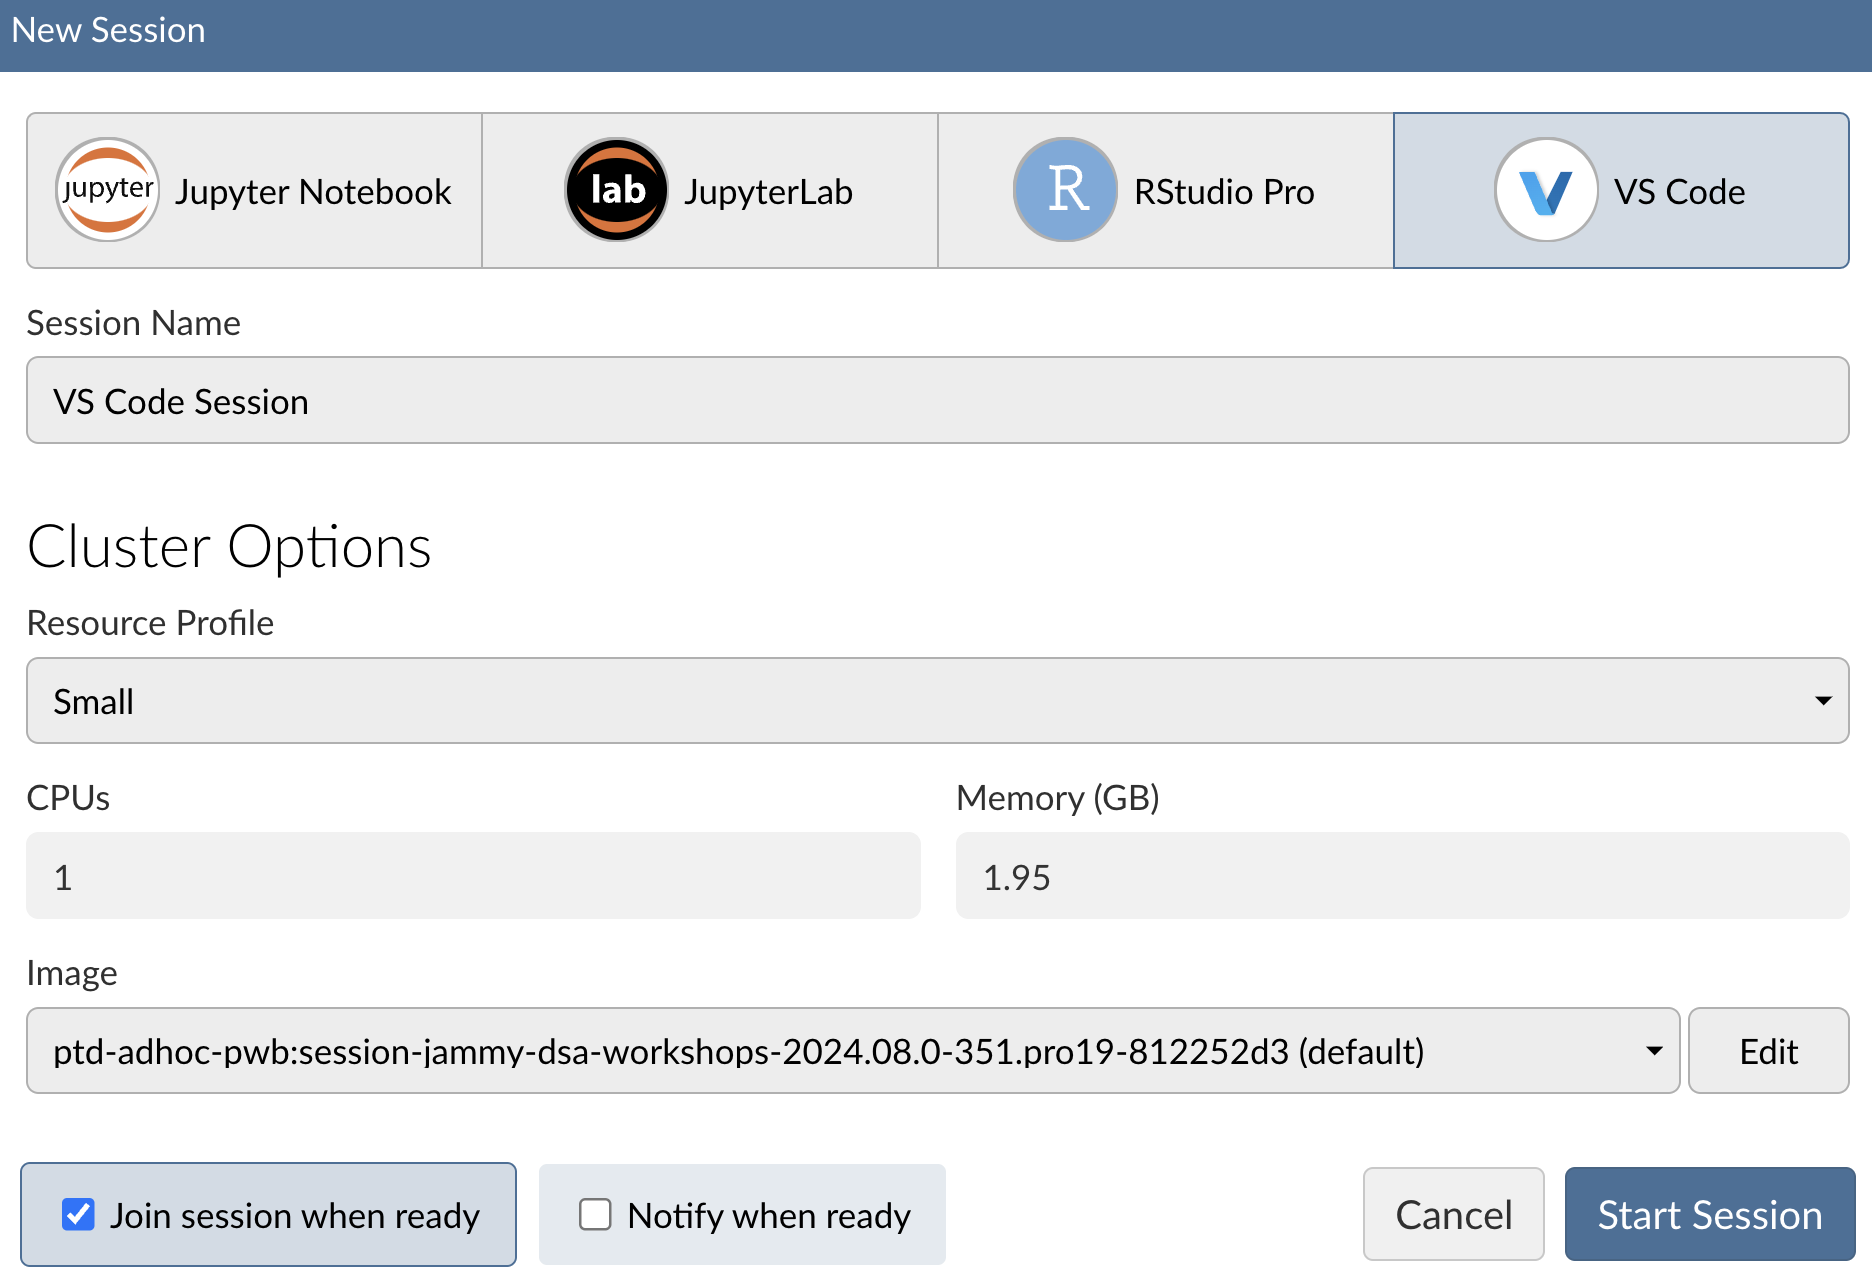 New Session
jupyter Jupyter Notebook lab JupyterLab R RStudio Pro VS Code
Session Name
VS Code Session
Cluster Options
Resource Profile
Small
CPUs Memory (GB)
1 1.95
Image
ptd-adhoc-pwb:session-jammy-dsa-workshops-2024.08.0-351.pro19-812252d3 (default) Edit
Join session when ready Notify when ready Cancel Start Session